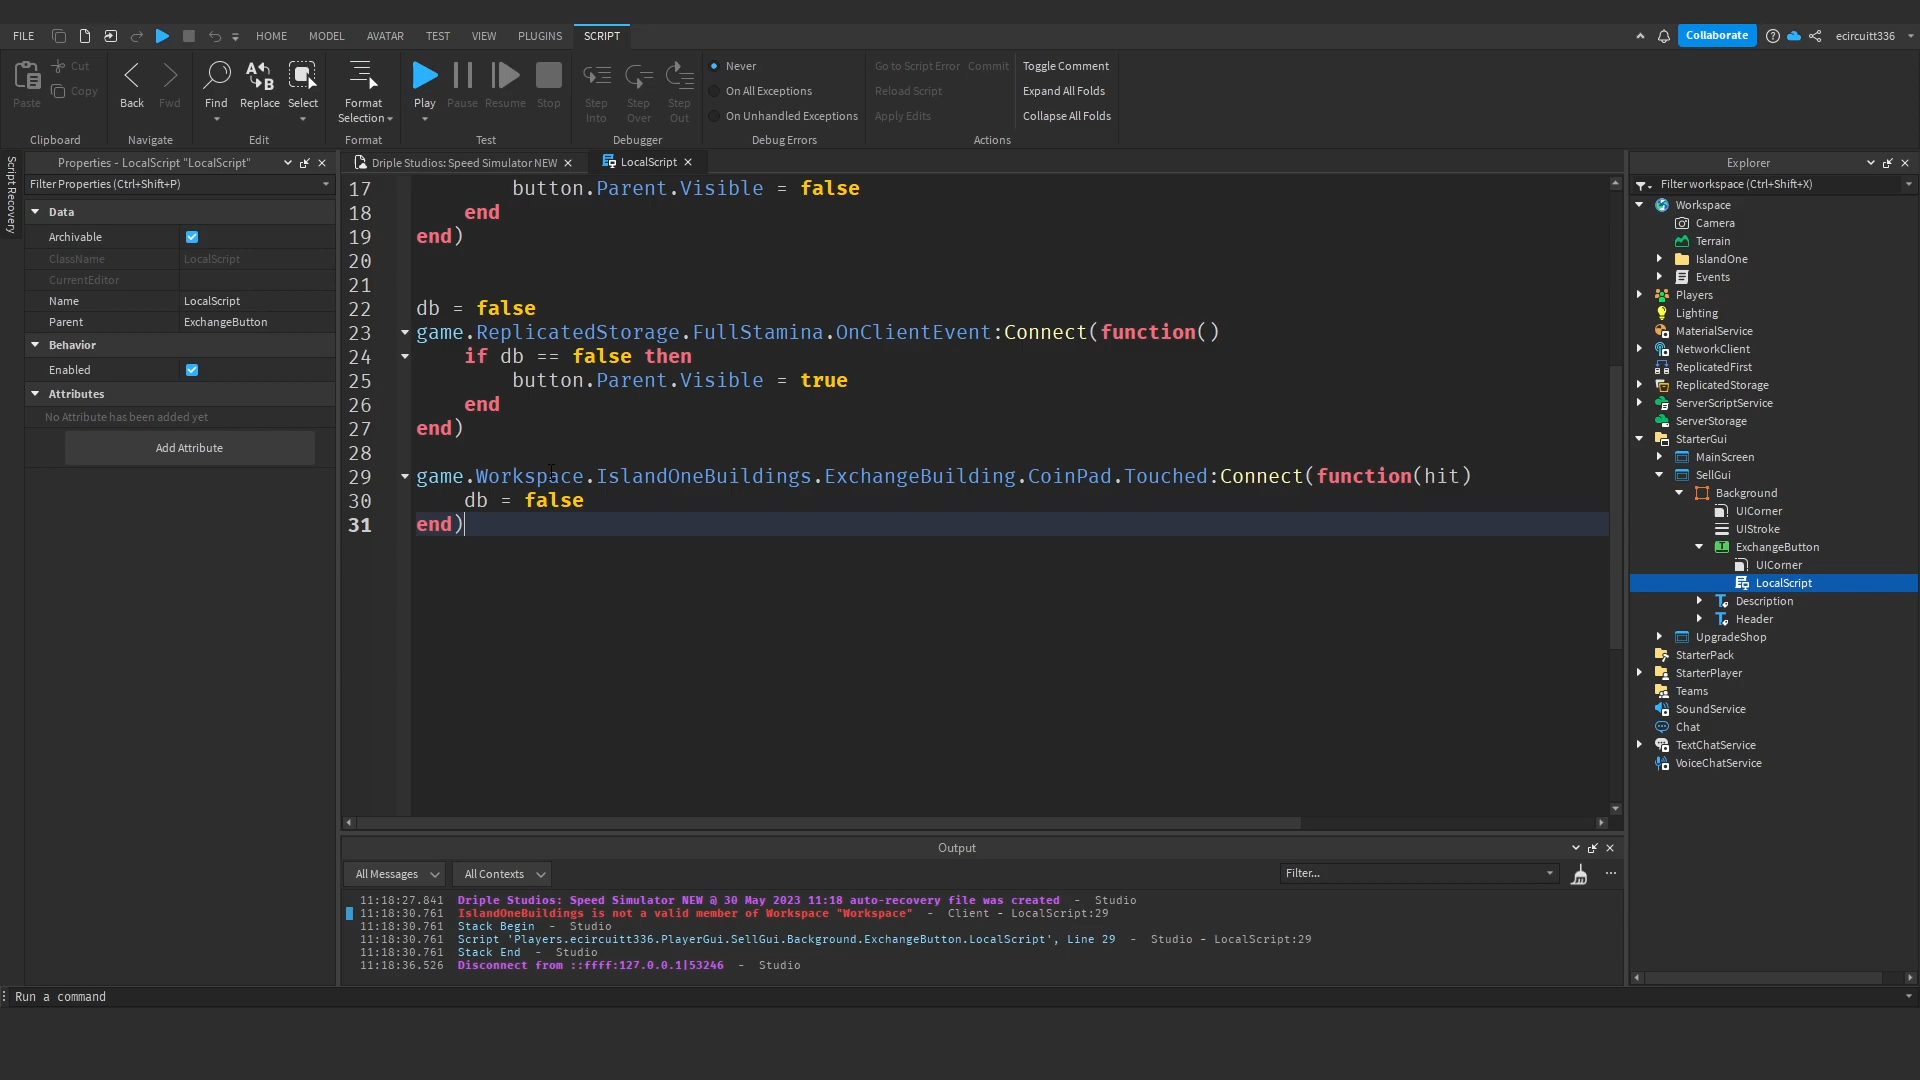 FILE
HOME
MODEL
AVATAR
TEST
VIEW
PLUGINS
SCRIPT
Collaborate
ecircuitt336
Paste
Cut
Copy
Clipboard
Back
Fwd
Navigate
Find
Replace
Select
Edit
Format
Selection
Format
Play
Pause
Resume
Stop
Test
Step
Into
Step
Over
Step
Out
Debugger
Never
On All Exceptions
On Unhandled Exceptions
Debug Errors
Go to Script Error
Commit
Reload Script
Apply Edits
Toggle Comment
Expand All Folds
Collapse All Folds
Actions
Script Recovery
Properties - LocalScript "LocalScript"
Filter Properties (Ctrl+Shift+P)
Data
Archivable
ClassName LocalScript
CurrentEditor
Name LocalScript
Parent ExchangeButton
Behavior
Enabled
Attributes
No Attribute has been added yet
Add Attribute
Driple Studios: Speed Simulator NEW
LocalScript
17 button.Parent.Visible = false
18 end
19 end)
20
21
22 db = false
23 game.ReplicatedStorage.FullStamina.OnClientEvent:Connect(function()
24 if db == false then
25 button.Parent.Visible = true
26 end
27 end)
28
29 game.Workspace.IslandOneBuildings.ExchangeBuilding.CoinPad.Touched:Connect(function(hit)
30 db = false
31 end)
Output
All Messages
All Contexts
Filter...
11:18:27.841 Driple Studios: Speed Simulator NEW @ 30 May 2023 11:18 auto-recovery file was created - Studio
11:18:30.761 IslandOneBuildings is not a valid member of Workspace "Workspace" - Client - LocalScript:29
11:18:30.761 Stack Begin - Studio
11:18:30.761 Script 'Players.ecircuitt336.PlayerGui.SellGui.Background.ExchangeButton.LocalScript', Line 29 - Studio - LocalScript:29
11:18:30.761 Stack End - Studio
11:18:36.526 Disconnect from ::ffff:127.0.0.1|53246 - Studio
Run a command
Explorer
Filter workspace (Ctrl+Shift+X)
Workspace
Camera
Terrain
IslandOne
Events
Players
Lighting
MaterialService
NetworkClient
ReplicatedFirst
ReplicatedStorage
ServerScriptService
ServerStorage
StarterGui
MainScreen
SellGui
Background
UICorner
UIStroke
ExchangeButton
UICorner
LocalScript
Description
Header
UpgradeShop
StarterPack
StarterPlayer
Teams
SoundService
Chat
TextChatService
VoiceChatService